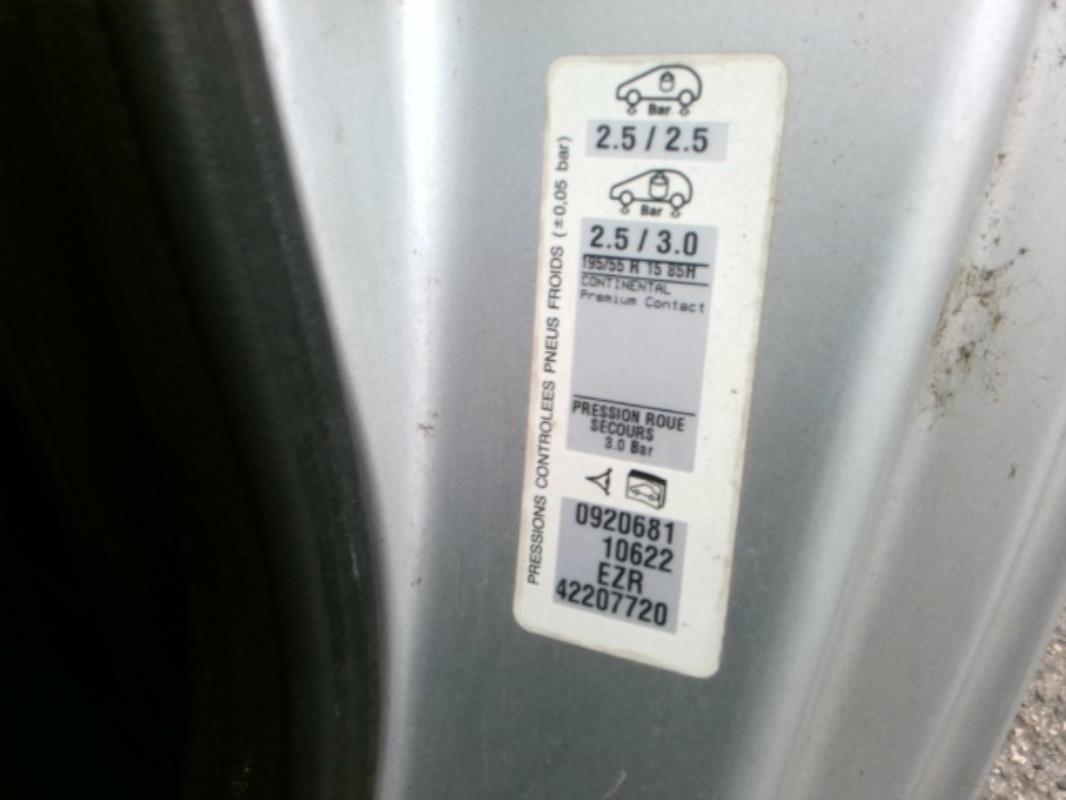 Bar
2.5 / 2.5
Bar
2.5 / 3.0
195/55 R 15 85H
CONTINENTAL
Premium Contact
PRESSION ROUE
SECOURS
3.0 Bar
0920681
10622
EZR
42207720
PRESSIONS CONTROLEES PNEUS FROIDS (±0,05 bar)